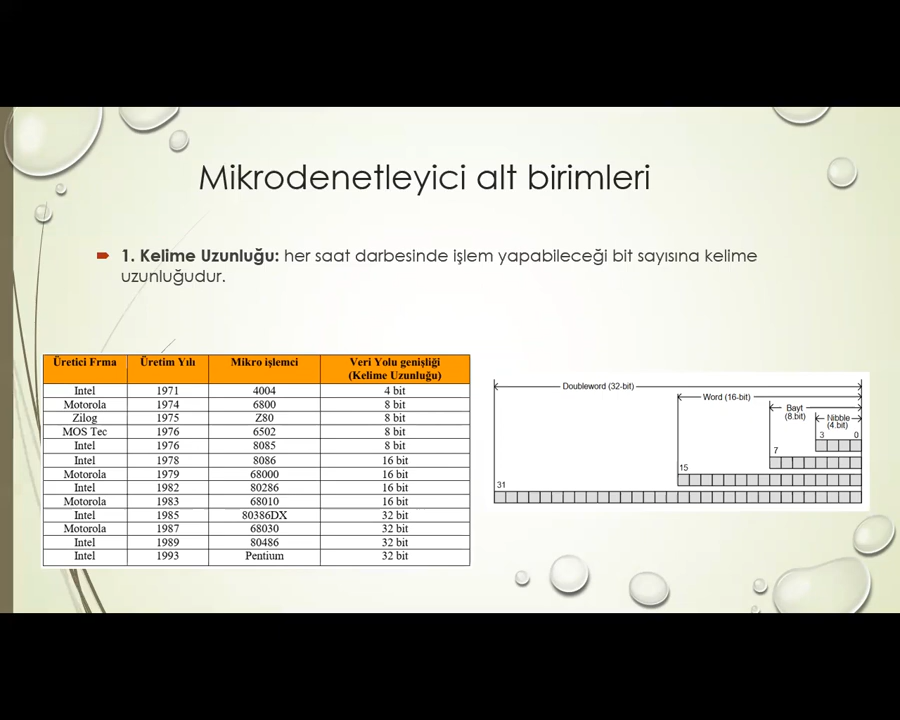 Mikrodenetleyici alt birimleri
1. Kelime Uzunluğu: her saat darbesinde işlem yapabileceği bit sayısına kelime
uzunluğudur.
Üretici Frma Üretim Yılı Mikro işlemci Veri Yolu genişliği
(Kelime Uzunluğu)
Intel 1971 4004 4 bit
Motorola 1974 6800 8 bit
Zilog 1975 Z80 8 bit
MOS Tec 1976 6502 8 bit
Intel 1976 8085 8 bit
Intel 1978 8086 16 bit
Motorola 1979 68000 16 bit
Intel 1982 80286 16 bit
Motorola 1983 68010 16 bit
Intel 1985 80386DX 32 bit
Motorola 1987 68030 32 bit
Intel 1989 80486 32 bit
Intel 1993 Pentium 32 bit
Doubleword (32-bit)
Word (16-bit)
Bayt
(8.bit)
Nibble
(4.bit)
3 0
7
15
31